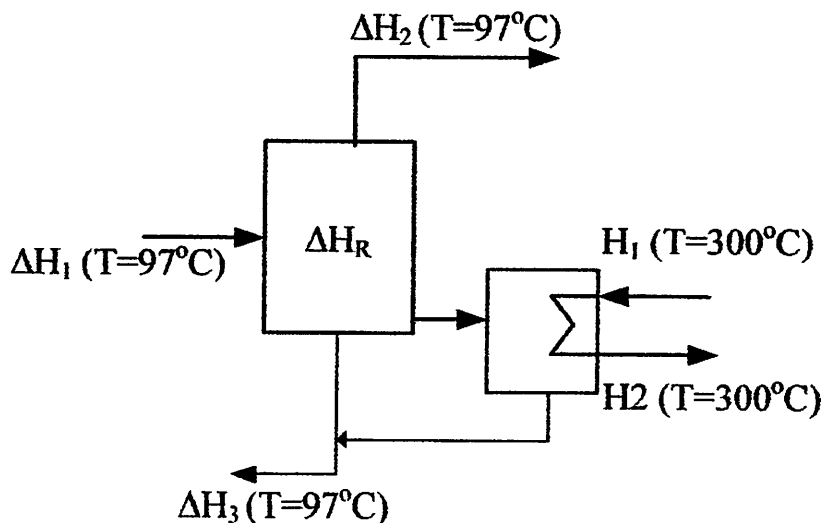 ΔH₂ (T=97°C)
ΔH₁ (T=97°C)
ΔH_R
H₁ (T=300°C)
H2 (T=300°C)
ΔH₃ (T=97°C)